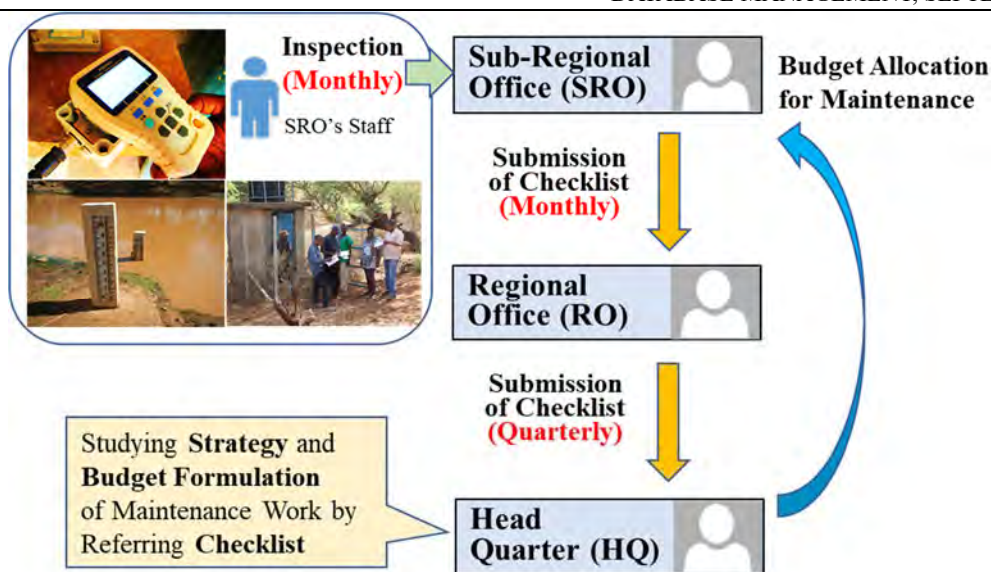 Inspection
(Monthly)
SRO's Staff
Sub-Regional
Office (SRO)
Budget Allocation
for Maintenance
Submission
of Checklist
(Monthly)
Regional
Office (RO)
Submission
of Checklist
(Quarterly)
Studying Strategy and
Budget Formulation
of Maintenance Work by
Referring Checklist
Head
Quarter (HQ)